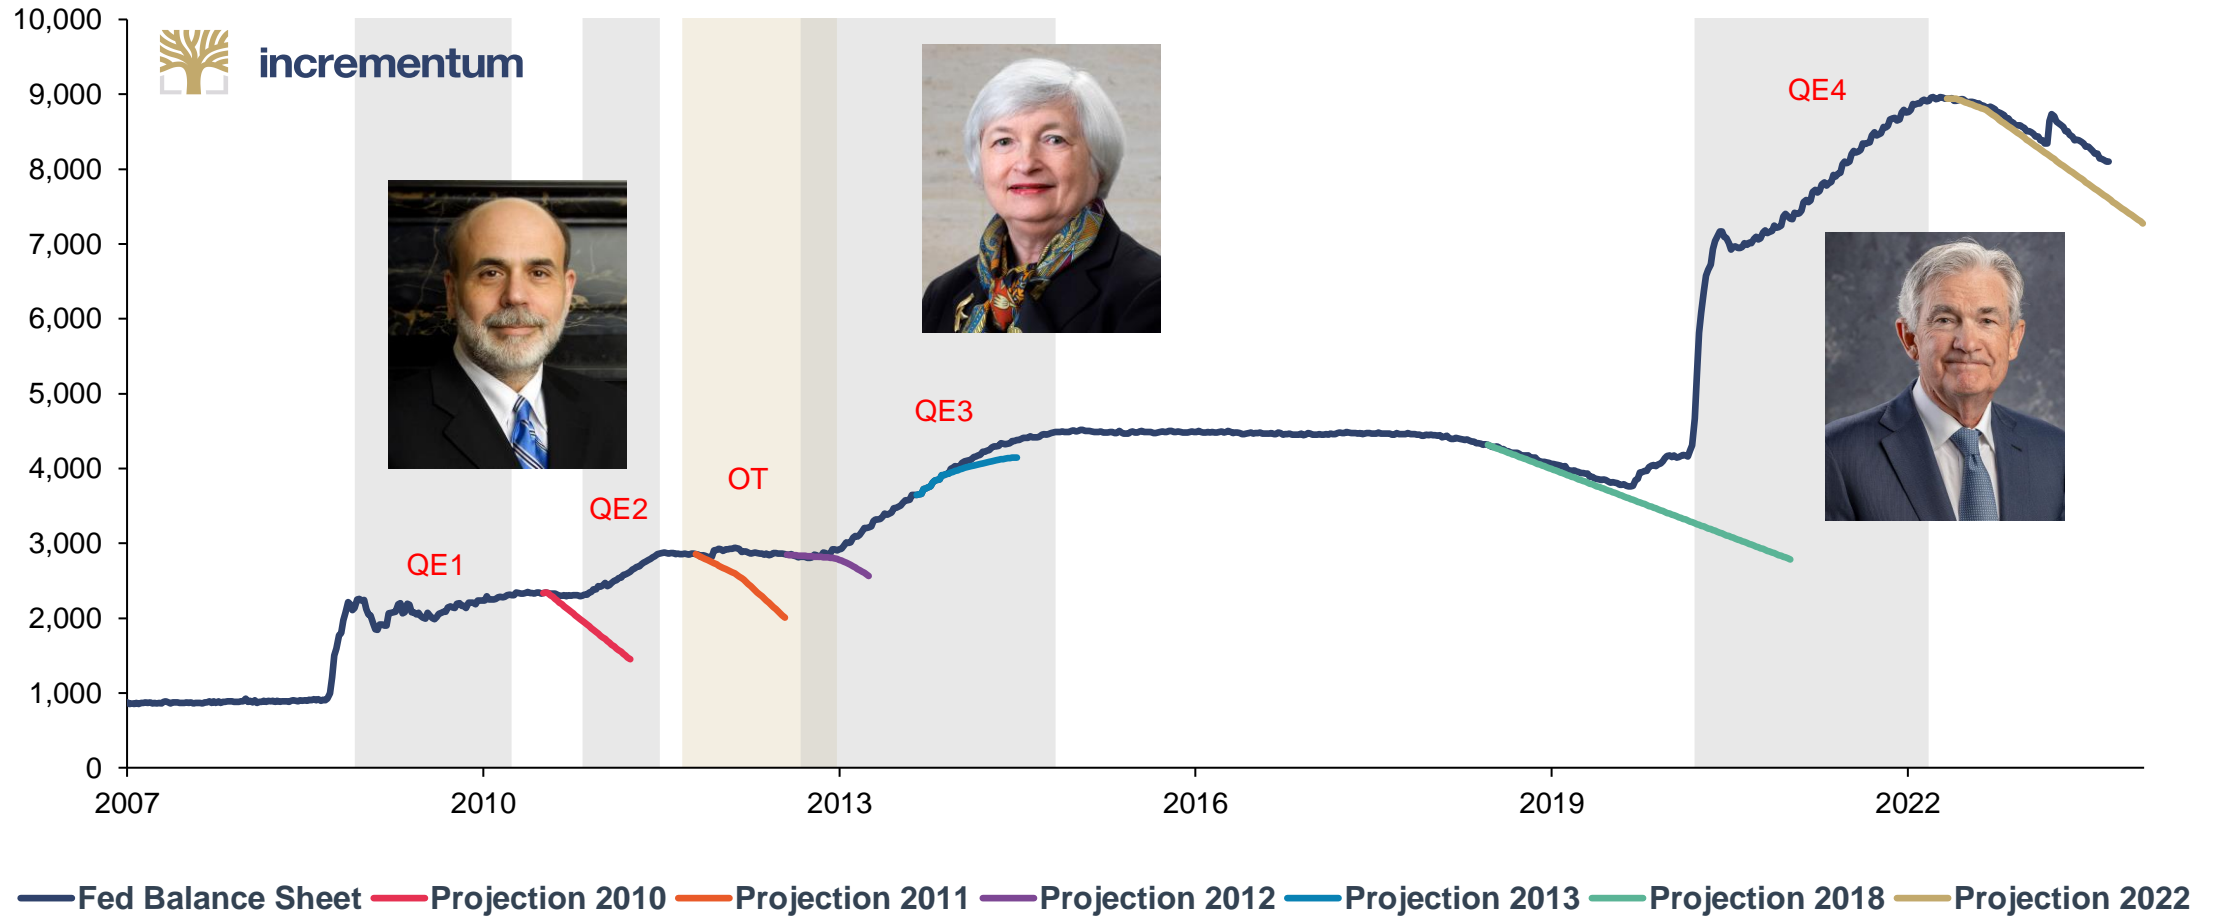 10,000
incrementum
9,000
QE4
8,000
7,000
6,000
5,000
QE3
4,000
OT
QE2
3,000
QE1
2,000
1,000
0
2007 2010 2013 2016 2019 2022
Fed Balance Sheet Projection 2010 Projection 2011 Projection 2012 Projection 2013 Projection 2018 Projection 2022